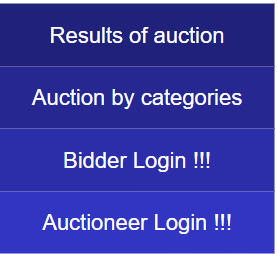 Results of auction
Auction by categories
Bidder Login !!!
Auctioneer Login !!!